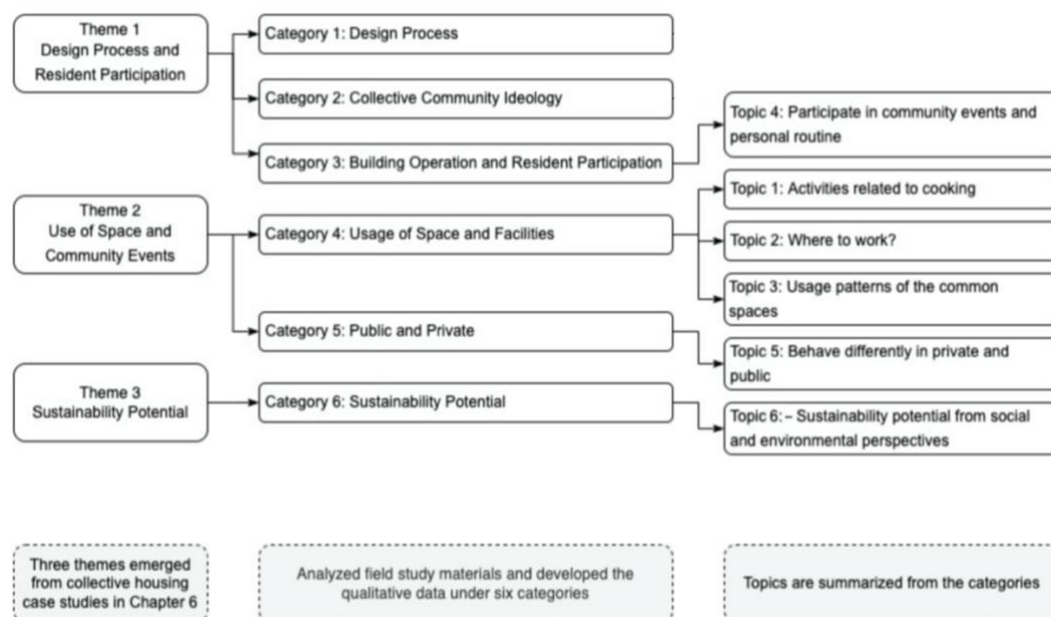 Theme 1
Design Process and
Resident Participation
Category 1: Design Process
Category 2: Collective Community Ideology
Category 3: Building Operation and Resident Participation
Topic 4: Participate in community events and
personal routine
Theme 2
Use of Space and
Community Events
Category 4: Usage of Space and Facilities
Topic 1: Activities related to cooking
Topic 2: Where to work?
Topic 3: Usage patterns of the common
spaces
Category 5: Public and Private
Topic 5: Behave differently in private and
public
Theme 3
Sustainability Potential
Category 6: Sustainability Potential
Topic 6:– Sustainability potential from social
and environmental perspectives
Three themes emerged
from collective housing
case studies in Chapter 6
Analyzed field study materials and developed the
qualitative data under six categories
Topics are summarized from the categories